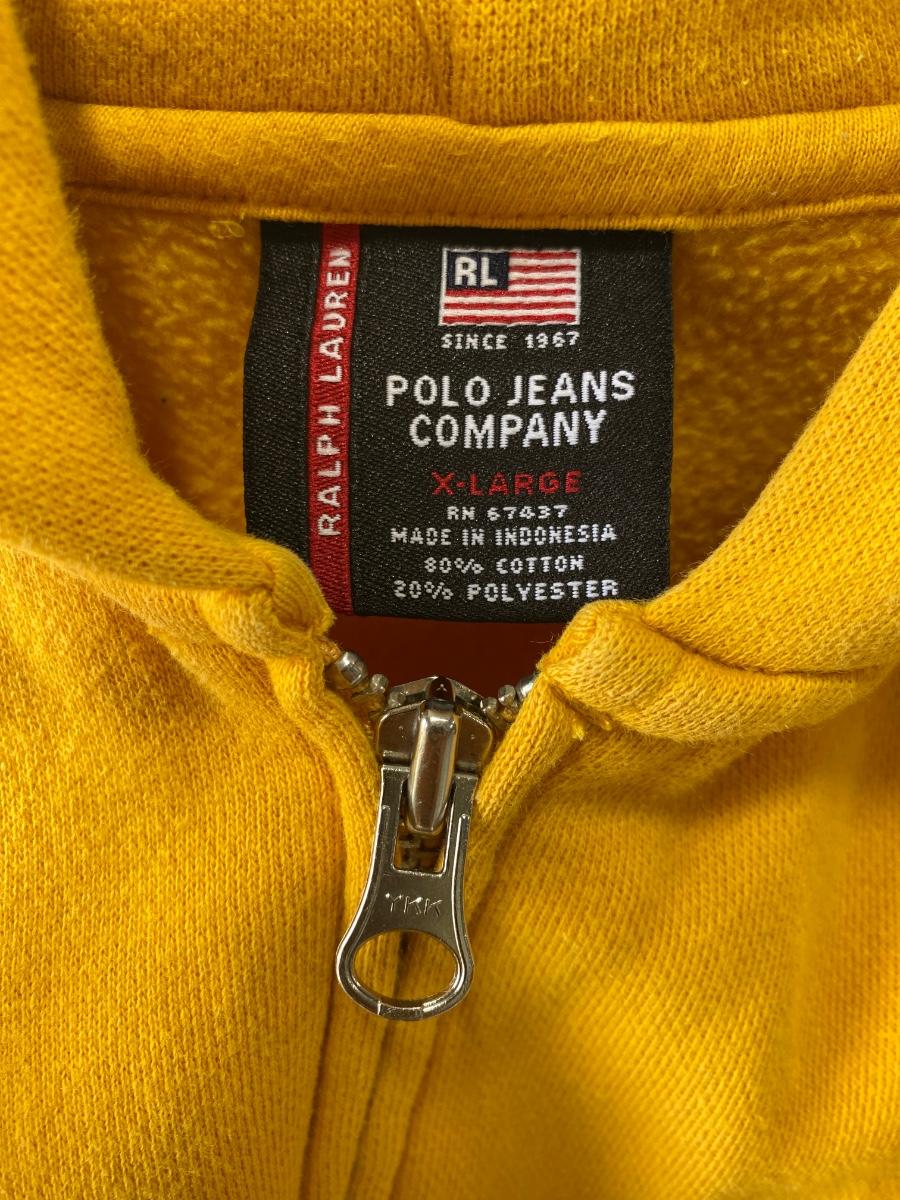 RALPH LAUREN
RL
SINCE 1967
POLO JEANS
COMPANY
X-LARGE
RN 67437
MADE IN INDONESIA
80% COTTON
20% POLYESTER
YKK